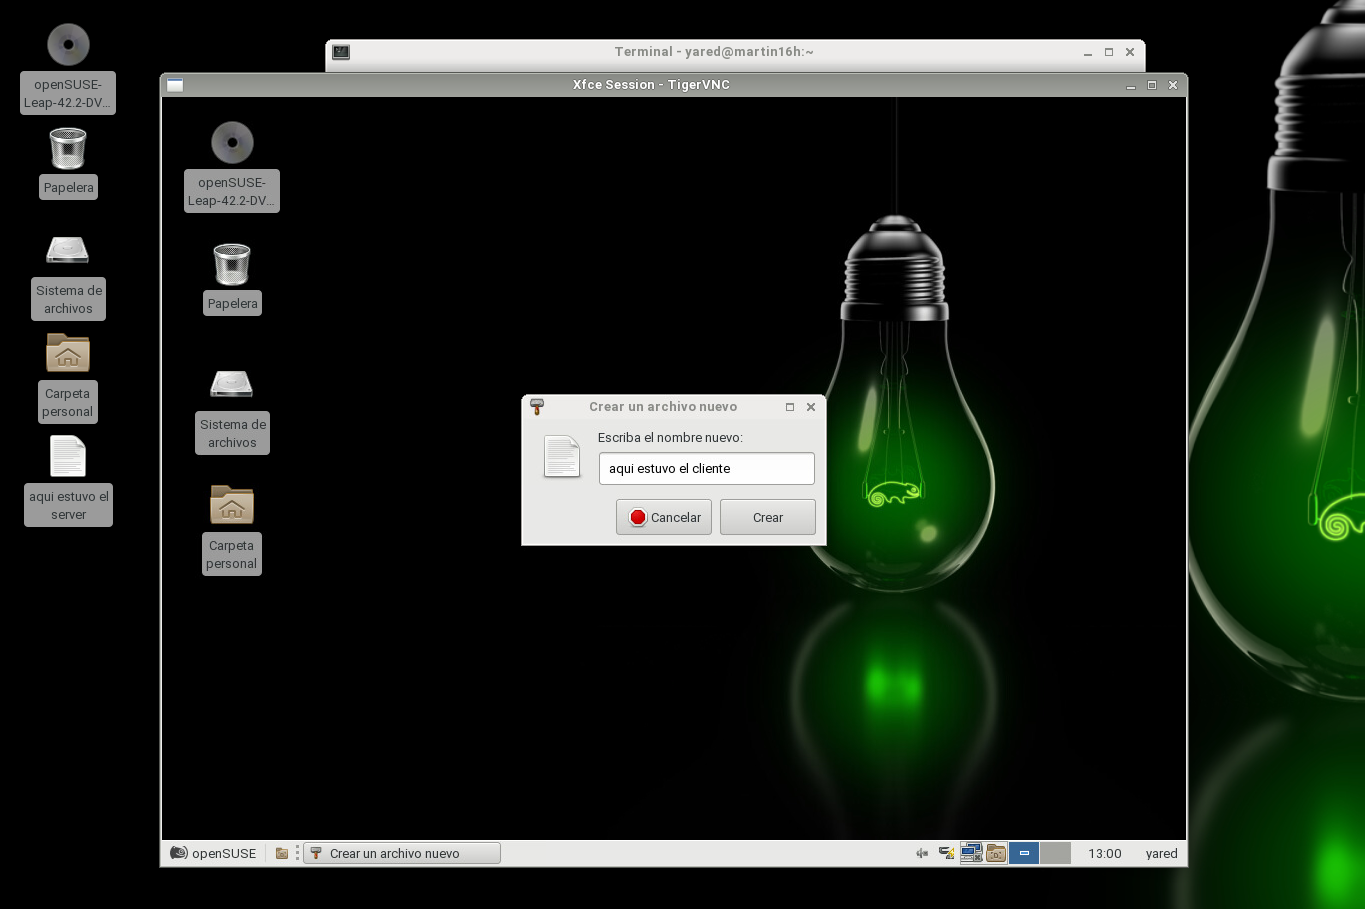 openSUSE-
Leap-42.2-DV...
Papelera
Sistema de
archivos
Carpeta
personal
aqui estuvo el
server
Terminal - yared@martin16h:~
Xfce Session - TigerVNC
openSUSE-
Leap-42.2-DV...
Papelera
Sistema de
archivos
Carpeta
personal
Crear un archivo nuevo
Escriba el nombre nuevo:
aqui estuvo el cliente
Cancelar
Crear
openSUSE
Crear un archivo nuevo
13:00
yared